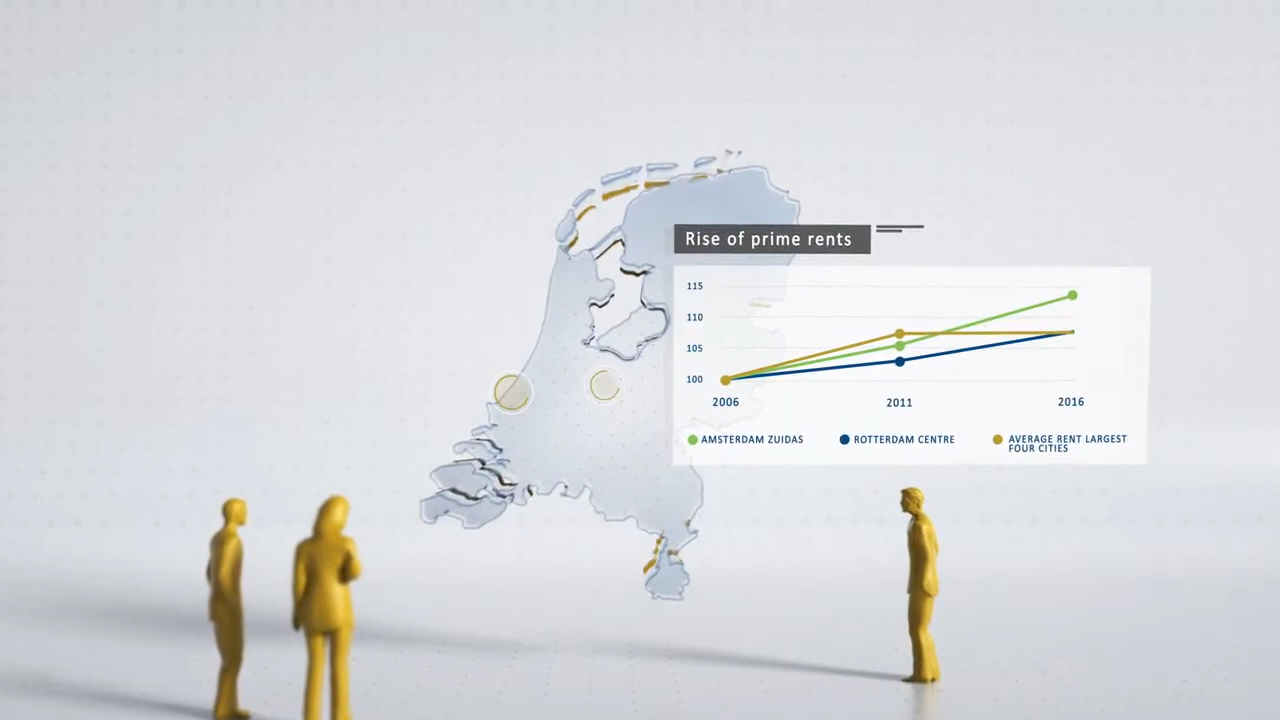 Rise of prime rents
115
110
105
100
2006
2011
2016
AMSTERDAM ZUIDAS
ROTTERDAM CENTRE
AVERAGE RENT LARGEST
FOUR CITIES